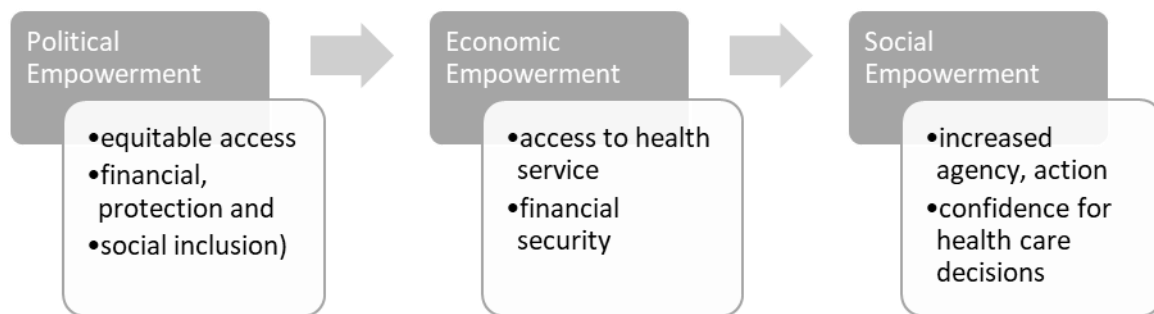 Political
Empowerment
•equitable access
•financial,
protection and
•social inclusion)
Economic
Empowerment
•access to health
service
•financial
security
Social
Empowerment
•increased
agency, action
•confidence for
health care
decisions